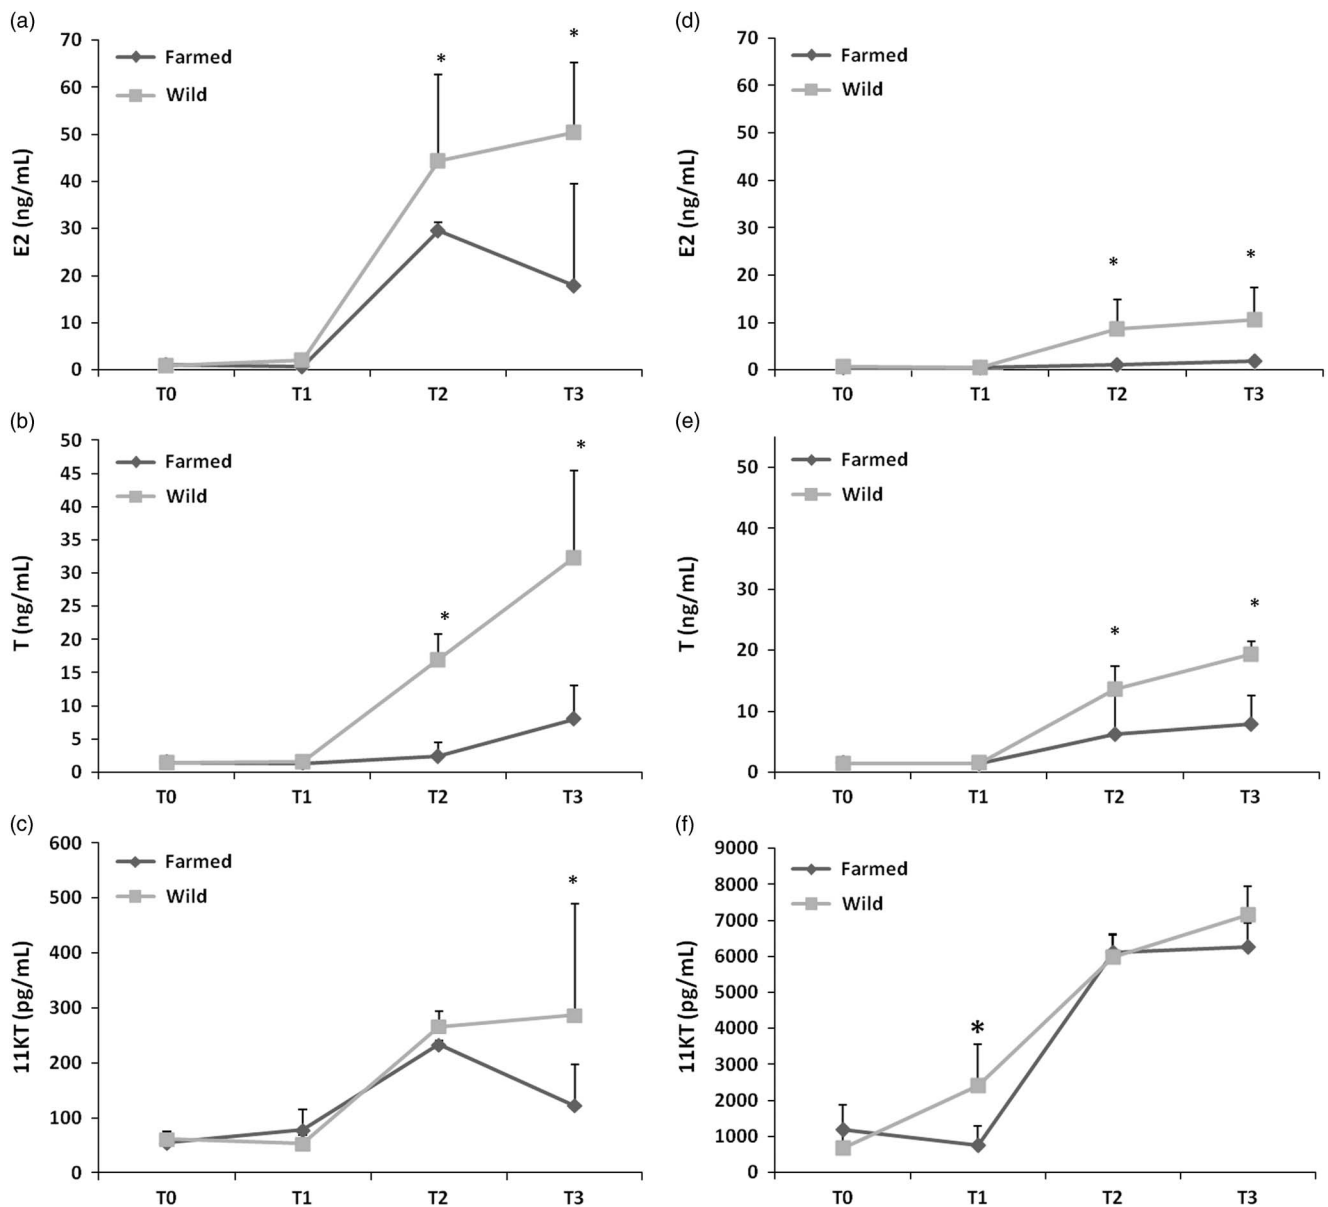 (a)
70
60
50
40
30
20
10
0
E2 (ng/mL)
Farmed
Wild
*
*
T0 T1 T2 T3
(d)
70
60
50
40
30
20
10
0
E2 (ng/mL)
Farmed
Wild
*
*
T0 T1 T2 T3
(b)
50
45
40
35
30
25
20
15
10
5
0
T (ng/mL)
Farmed
Wild
*
*
T0 T1 T2 T3
(e)
50
40
30
20
10
0
T (ng/mL)
Farmed
Wild
*
*
T0 T1 T2 T3
(c)
600
500
400
300
200
100
0
11KT (pg/mL)
Farmed
Wild
*
T0 T1 T2 T3
(f)
9000
8000
7000
6000
5000
4000
3000
2000
1000
0
11KT (pg/mL)
Farmed
Wild
*
T0 T1 T2 T3